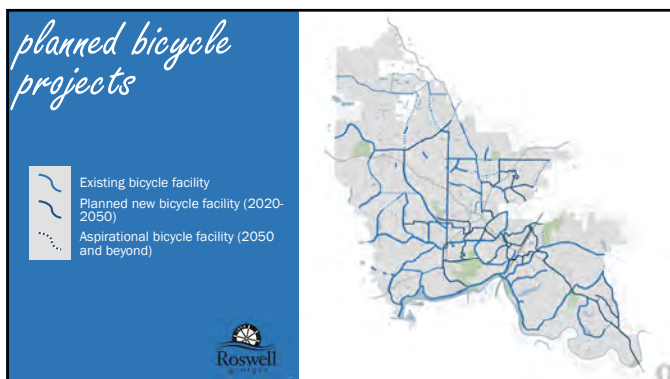 planned bicycle
projects
Existing bicycle facility
Planned new bicycle facility (2020-
2050)
Aspirational bicycle facility (2050
and beyond)
Roswell
georgia